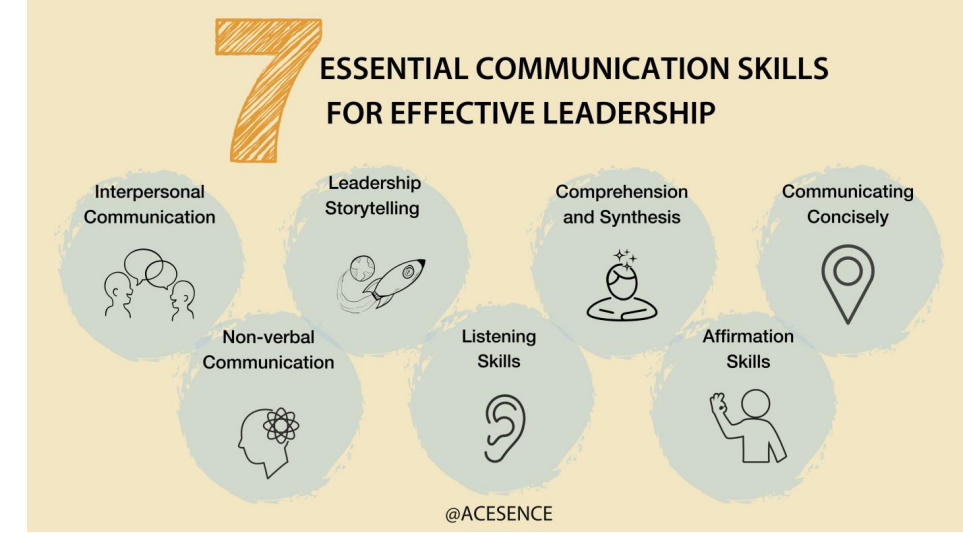 7 ESSENTIAL COMMUNICATION SKILLS
FOR EFFECTIVE LEADERSHIP
Interpersonal
Communication
Leadership
Storytelling
Comprehension
and Synthesis
Communicating
Concisely
Non-verbal
Communication
Listening
Skills
Affirmation
Skills
@ACESENCE